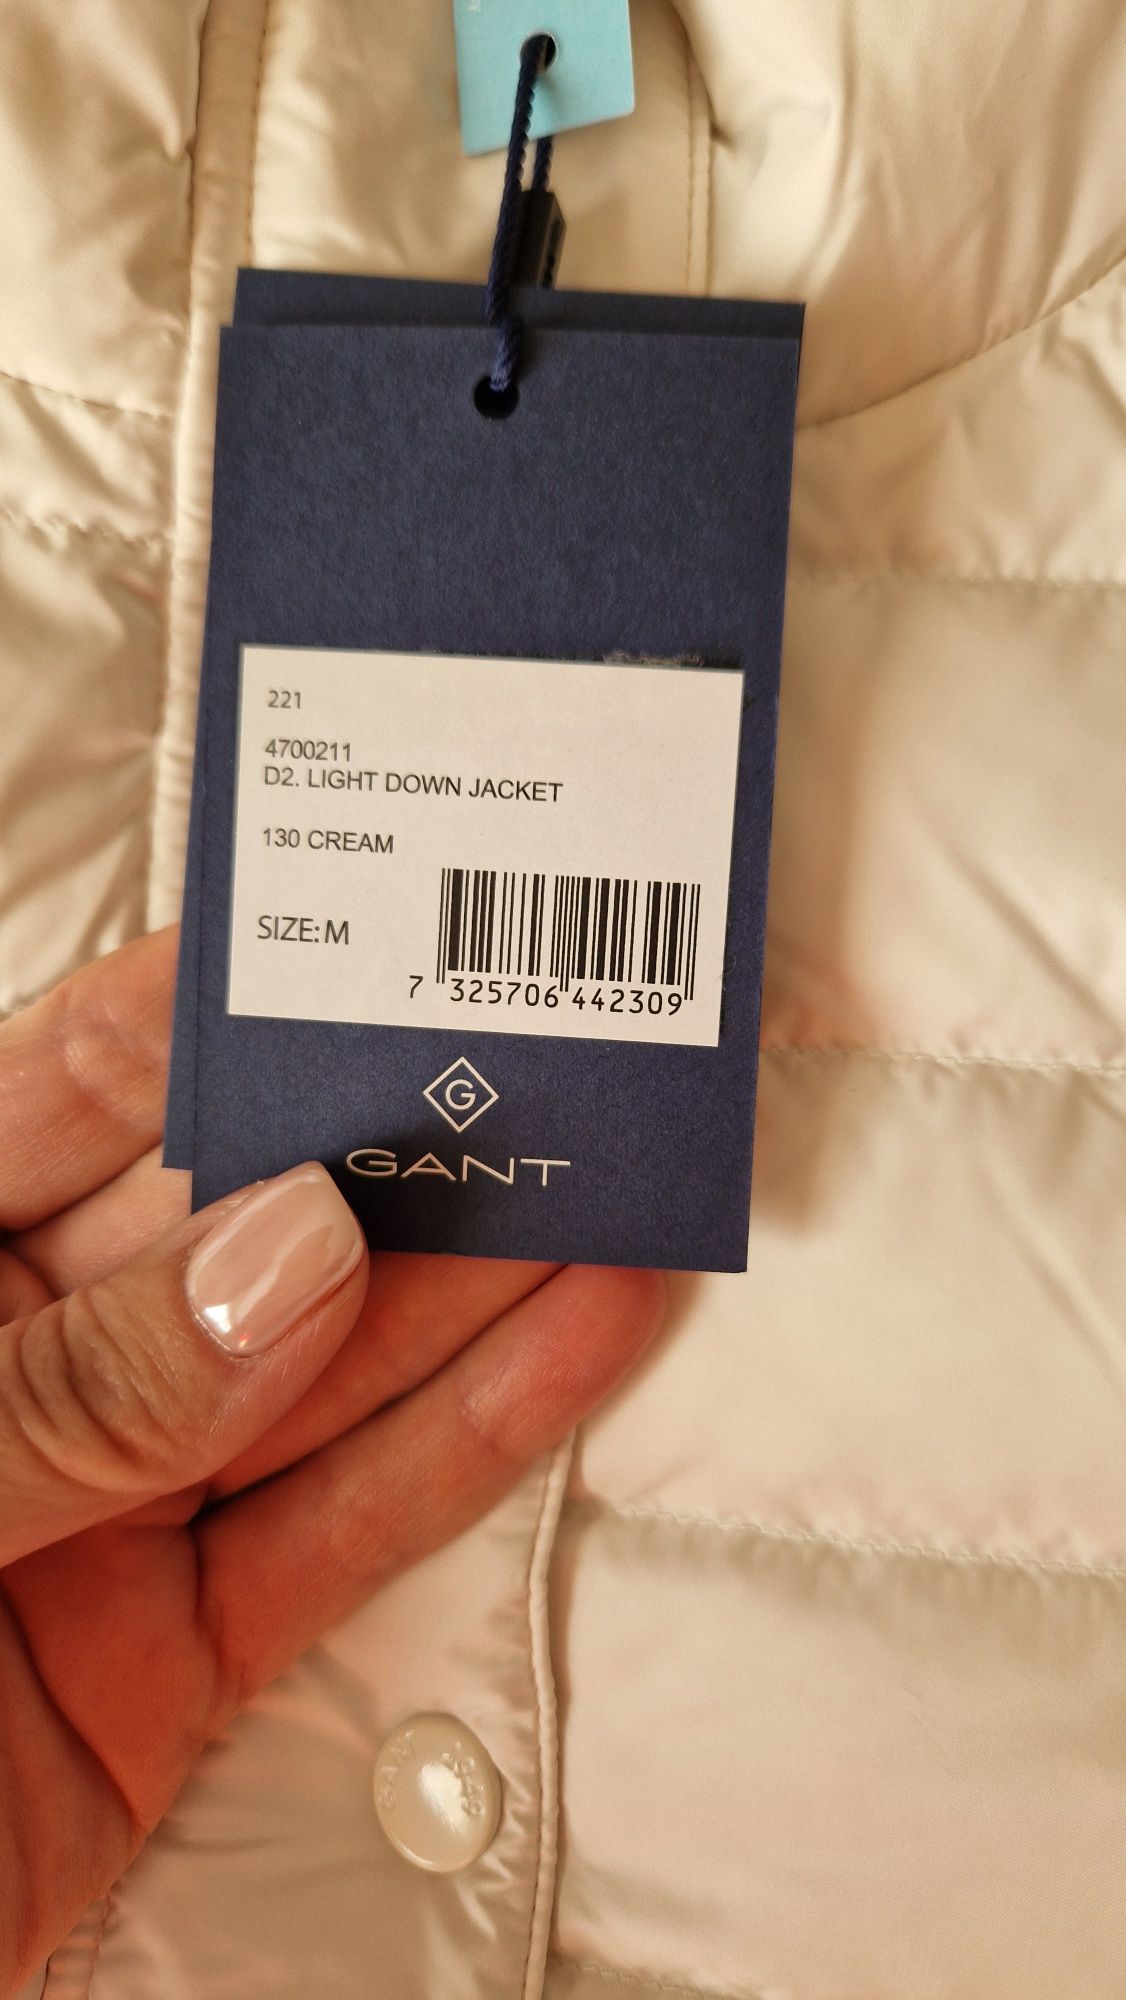 221
4700211
D2. LIGHT DOWN JACKET
130 CREAM
SIZE: M
7 325706 442309
G
GANT